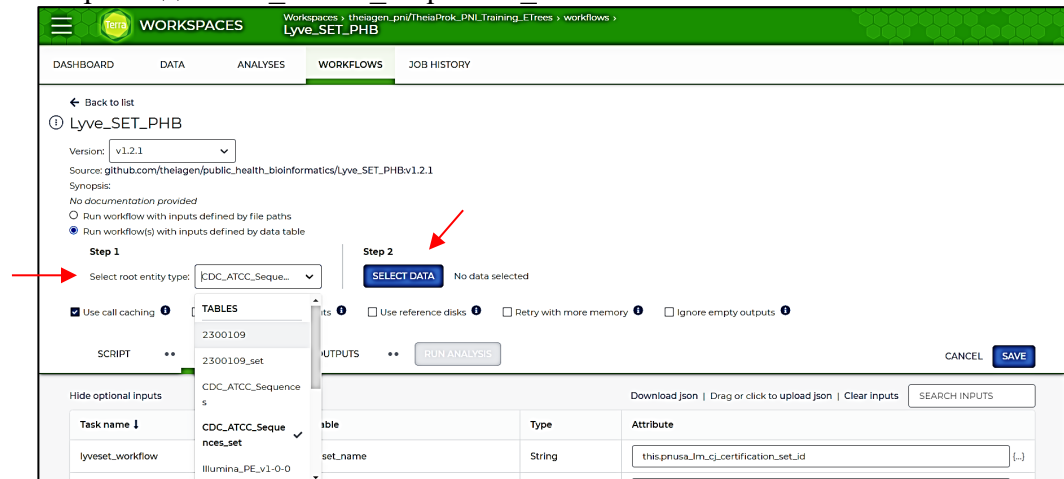 Terra WORKSPACES
Workspaces › theiagen_pni/TheiaProk_PNI_Training_ETrees › workflows ›
Lyve_SET_PHB
DASHBOARD DATA ANALYSES WORKFLOWS JOB HISTORY
Back to list
Lyve_SET_PHB
Version: v1.2.1
Source: github.com/theiagen/public_health_bioinformatics/Lyve_SET_PHB:v1.2.1
Synopsis:
No documentation provided
Run workflow with inputs defined by file paths
Run workflow(s) with inputs defined by data table
Step 1 Step 2
Select root entity type: CDC_ATCC_Seque... SELECT DATA No data selected
Use call caching ts Use reference disks Retry with more memory Ignore empty outputs
TABLES
2300109
2300109_set
CDC_ATCC_Sequence
s
CDC_ATCC_Seque
nces_set
Illumina_PE_v1-0-0
SCRIPT UTPUTS RUN ANALYSIS CANCEL SAVE
Hide optional inputs Download json | Drag or click to upload json | Clear inputs SEARCH INPUTS
Task name ↓ able Type Attribute
lyveset_workflow set_name String this.pnusa_lm_cj_certification_set_id {...}